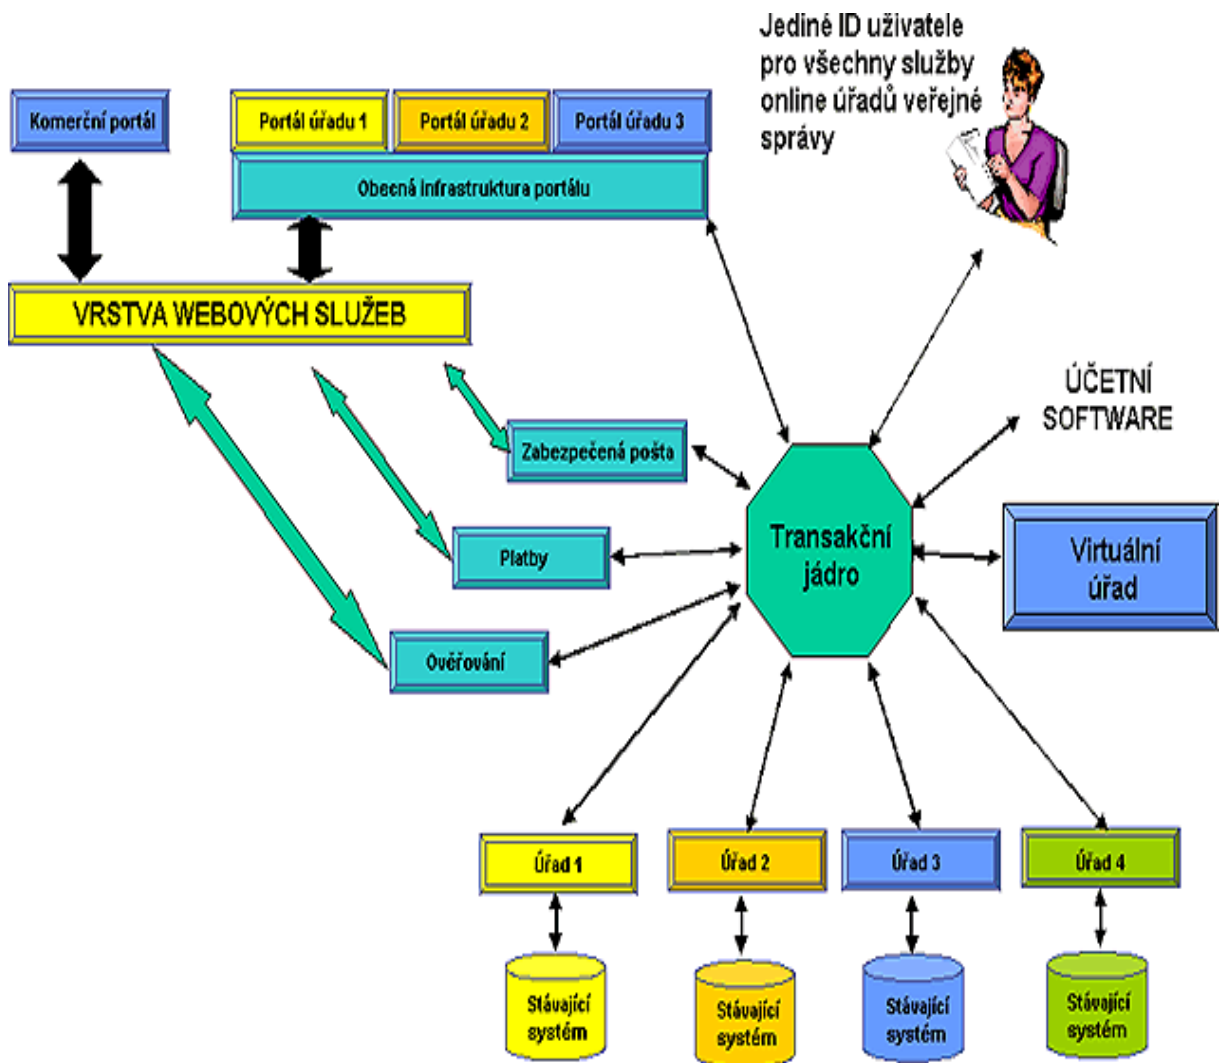 Jediné ID uživatele
pro všechny služby
online úřadů veřejné
správy
Komerční portál
Portál úřadu 1
Portál úřadu 2
Portál úřadu 3
Obecná infrastruktura portálu
VRSTVA WEBOVÝCH SLUŽEB
ÚČETNÍ
SOFTWARE
Zabezpečená pošta
Transakční
jádro
Virtuální
úřad
Platby
Ověřování
Úřad 1
Úřad 2
Úřad 3
Úřad 4
Stávající
systém
Stávající
systém
Stávající
systém
Stávající
systém